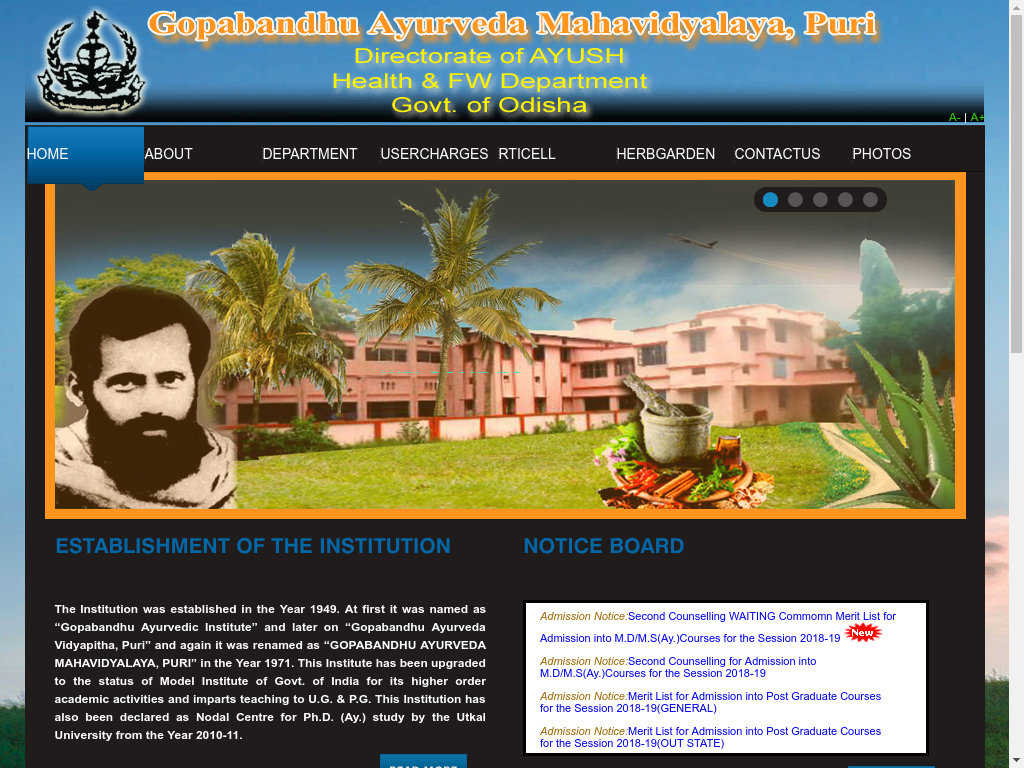 Gopabandhu Ayurveda Mahavidyalaya, Puri
Directorate of AYUSH
Health & FW Department
Govt. of Odisha
A- | A+
HOME ABOUT DEPARTMENT USERCHARGES RTICELL HERBGARDEN CONTACTUS PHOTOS
ESTABLISHMENT OF THE INSTITUTION
The Institution was established in the Year 1949. At first it was named as
“Gopabandhu Ayurvedic Institute” and later on “Gopabandhu Ayurveda
Vidyapitha, Puri” and again it was renamed as “GOPABANDHU AYURVEDA
MAHAVIDYALAYA, PURI” in the Year 1971. This Institute has been upgraded
to the status of Model Institute of Govt. of India for its higher order
academic activities and imparts teaching to U.G. & P.G. This Institution has
also been declared as Nodal Centre for Ph.D. (Ay.) study by the Utkal
University from the Year 2010-11.
READ MORE
NOTICE BOARD
Admission Notice:Second Counselling WAITING Commomn Merit List for
Admission into M.D/M.S(Ay.)Courses for the Session 2018-19 New
Admission Notice:Second Counselling for Admission into
M.D/M.S(Ay.)Courses for the Session 2018-19
Admission Notice:Merit List for Admission into Post Graduate Courses
for the Session 2018-19(GENERAL)
Admission Notice:Merit List for Admission into Post Graduate Courses
for the Session 2018-19(OUT STATE)